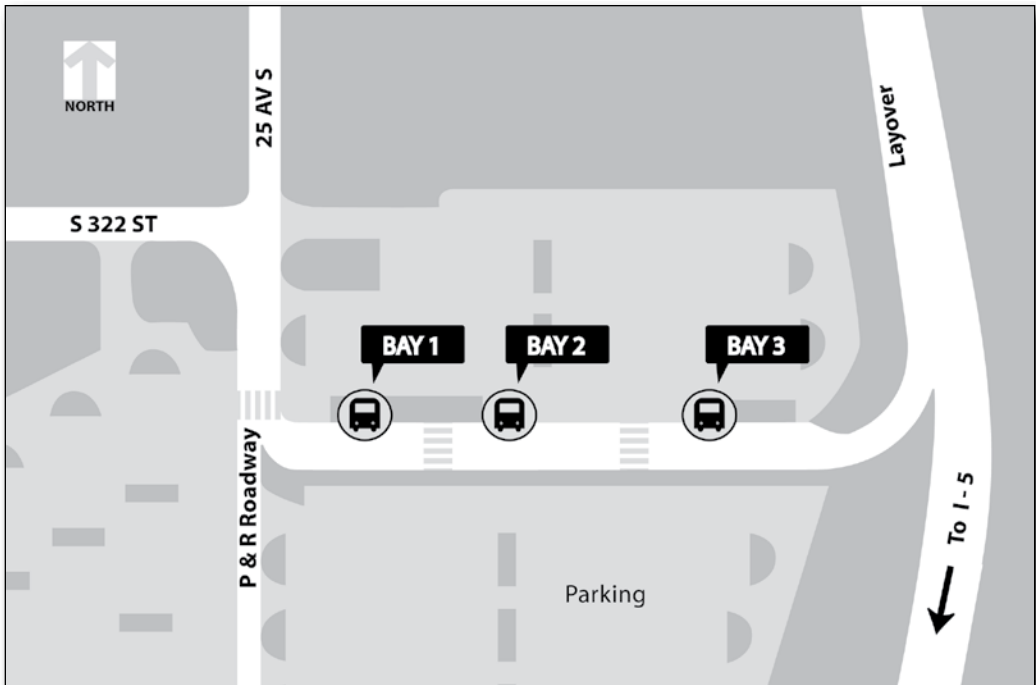 NORTH
25 AV S
Layover
S 322 ST
BAY 1
BAY 2
BAY 3
P & R Roadway
To I - 5
Parking